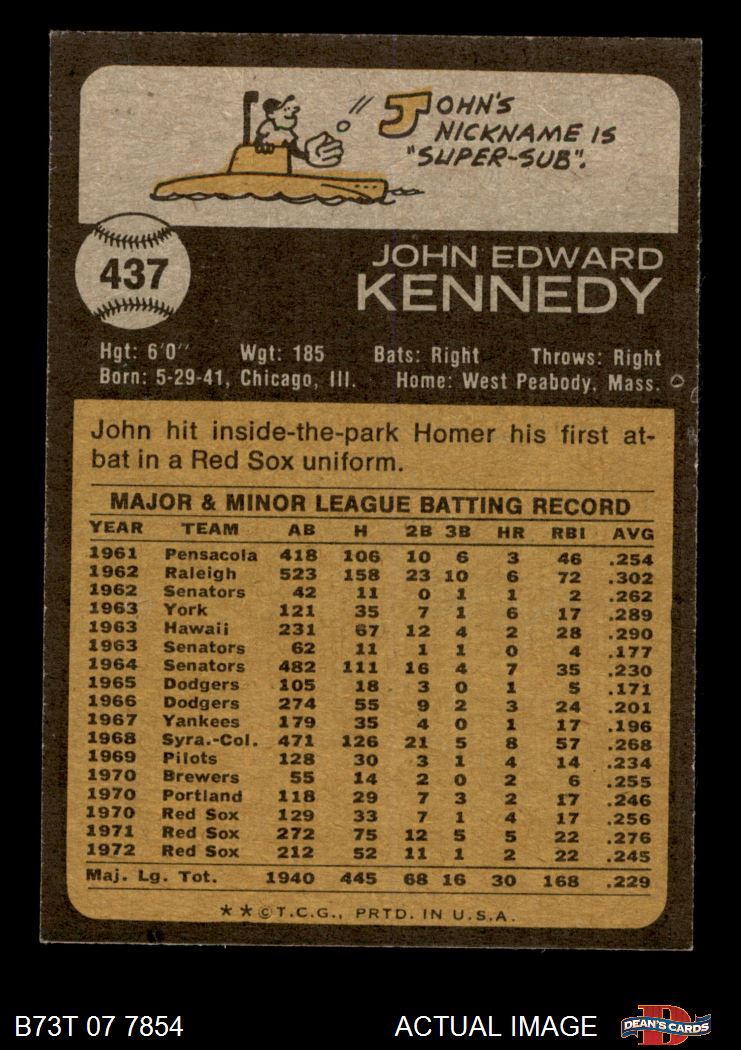 JOHN'S
NICKNAME IS
"SUPER-SUB".
437
JOHN EDWARD
KENNEDY
Hgt: 6'0" Wgt: 185 Bats: Right Throws: Right
Born: 5-29-41, Chicago, Ill. Home: West Peabody, Mass.
John hit inside-the-park Homer his first at-
bat in a Red Sox uniform.
MAJOR & MINOR LEAGUE BATTING RECORD
YEAR TEAM AB H 2B 3B HR RBI AVG
1961 Pensacola 418 106 10 6 3 46 .254
1962 Raleigh 523 158 23 10 6 72 .302
1962 Senators 42 11 0 1 1 2 .262
1963 York 121 35 7 1 6 17 .289
1963 Hawaii 231 67 12 4 2 28 .290
1963 Senators 62 11 1 1 0 4 .177
1964 Senators 482 111 16 4 7 35 .230
1965 Dodgers 105 18 3 0 1 5 .171
1966 Dodgers 274 55 9 2 3 24 .201
1967 Yankees 179 35 4 0 1 17 .196
1968 Syra.-Col. 471 126 21 5 8 57 .268
1969 Pilots 128 30 3 1 4 14 .234
1970 Brewers 55 14 2 0 2 6 .255
1970 Portland 118 29 7 3 2 17 .246
1970 Red Sox 129 33 7 1 4 17 .256
1971 Red Sox 272 75 12 5 5 22 .276
1972 Red Sox 212 52 11 1 2 22 .245
Maj. Lg. Tot. 1940 445 68 16 30 168 .229
**©T.C.G., PRTD. IN U.S.A.
B73T 07 7854 ACTUAL IMAGE
D
DEAN'S CARDS